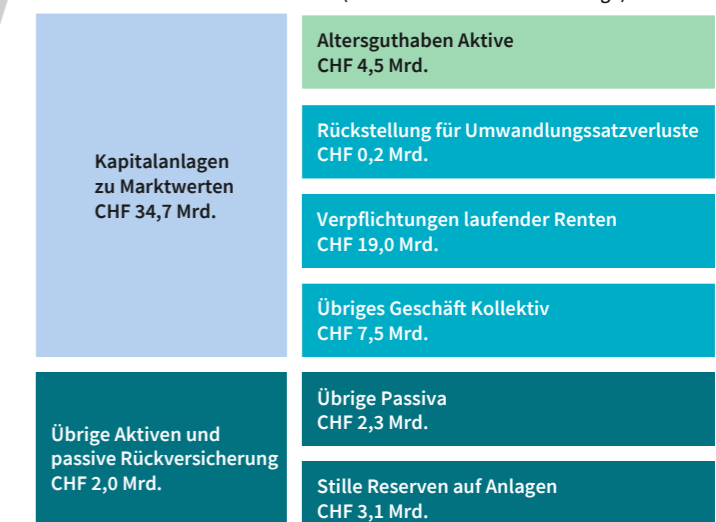 Kapitalanlagen
zu Marktwerten
CHF 34,7 Mrd.
Übrige Aktiven und
passive Rückversicherung
CHF 2,0 Mrd.
Altersguthaben Aktive
CHF 4,5 Mrd.
Rückstellung für Umwandlungssatzverluste
CHF 0,2 Mrd.
Verpflichtungen laufender Renten
CHF 19,0 Mrd.
Übriges Geschäft Kollektiv
CHF 7,5 Mrd.
Übrige Passiva
CHF 2,3 Mrd.
Stille Reserven auf Anlagen
CHF 3,1 Mrd.